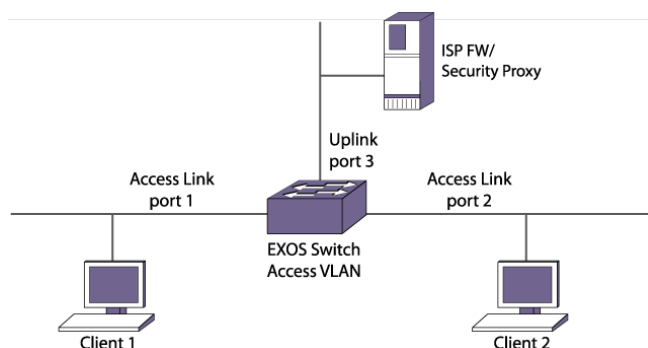 ISP FW/
Security Proxy
Uplink
port 3
Access Link
port 1
Access Link
port 2
EXOS Switch
Access VLAN
Client 1
Client 2